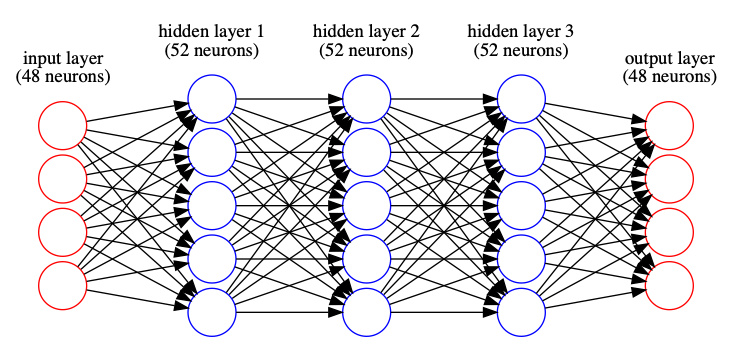 input layer
(48 neurons)
hidden layer 1
(52 neurons)
hidden layer 2
(52 neurons)
hidden layer 3
(52 neurons)
output layer
(48 neurons)